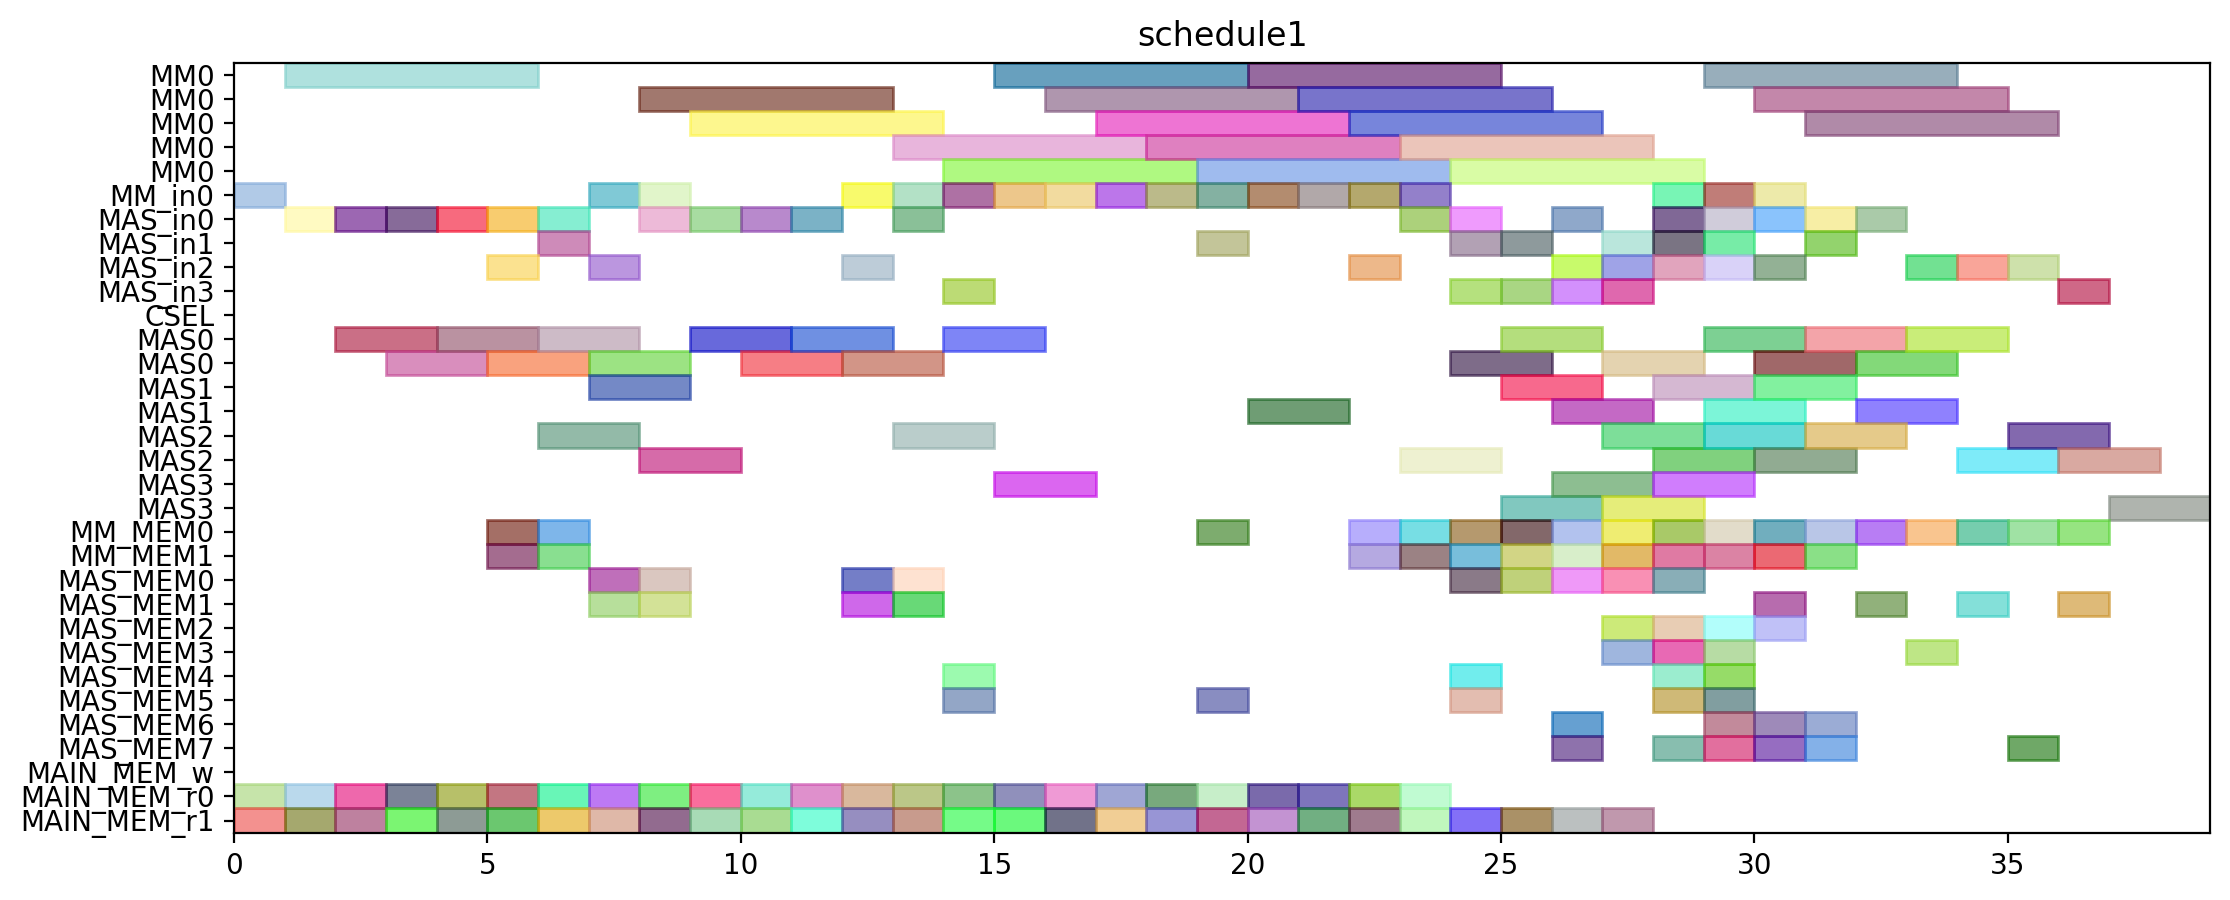 schedule1
MM0
MM0
MM0
MM0
MM0
MM_in0
MAS_in0
MAS_in1
MAS_in2
MAS_in3
CSEL
MAS0
MAS0
MAS1
MAS1
MAS2
MAS2
MAS3
MAS3
MM_MEM0
MM_MEM1
MAS_MEM0
MAS_MEM1
MAS_MEM2
MAS_MEM3
MAS_MEM4
MAS_MEM5
MAS_MEM6
MAS_MEM7
MAIN_MEM_w
MAIN_MEM_r0
MAIN_MEM_r1
0 5 10 15 20 25 30 35